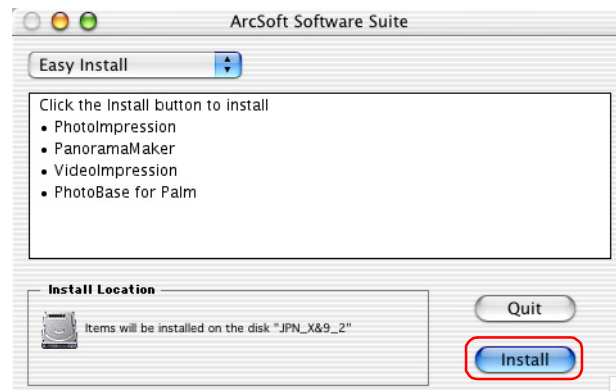 ArcSoft Software Suite
Easy Install
Click the Install button to install
• PhotoImpression
• PanoramaMaker
• VideoImpression
• PhotoBase for Palm
Install Location
Items will be installed on the disk "JPN_X&9_2"
Quit
Install